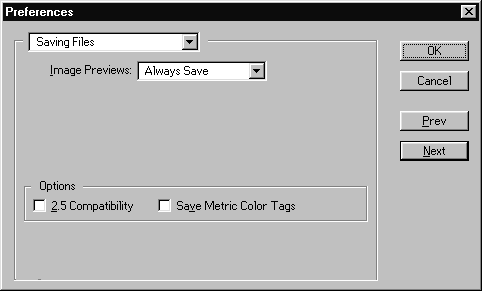 Preferences
Saving Files
Image Previews: Always Save
OK
Cancel
Prev
Next
Options
2.5 Compatibility Save Metric Color Tags